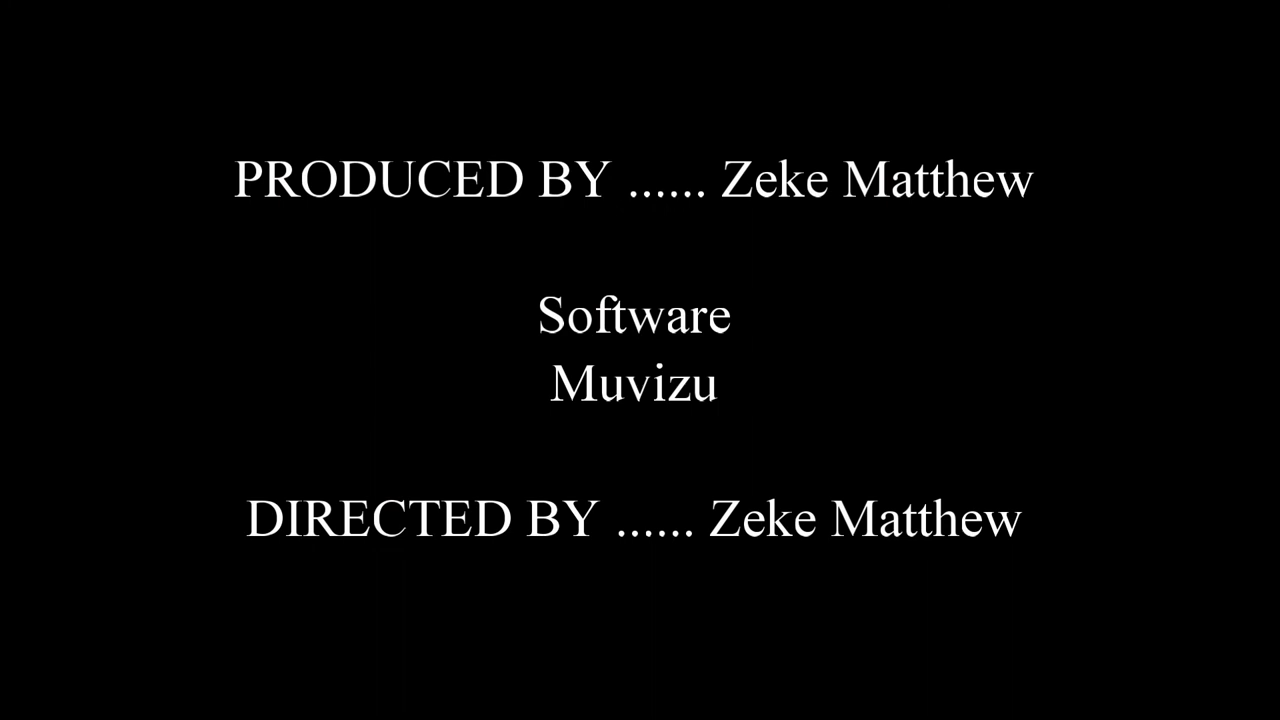 PRODUCED BY ...... Zeke Matthew
Software
Muvizu
DIRECTED BY ...... Zeke Matthew